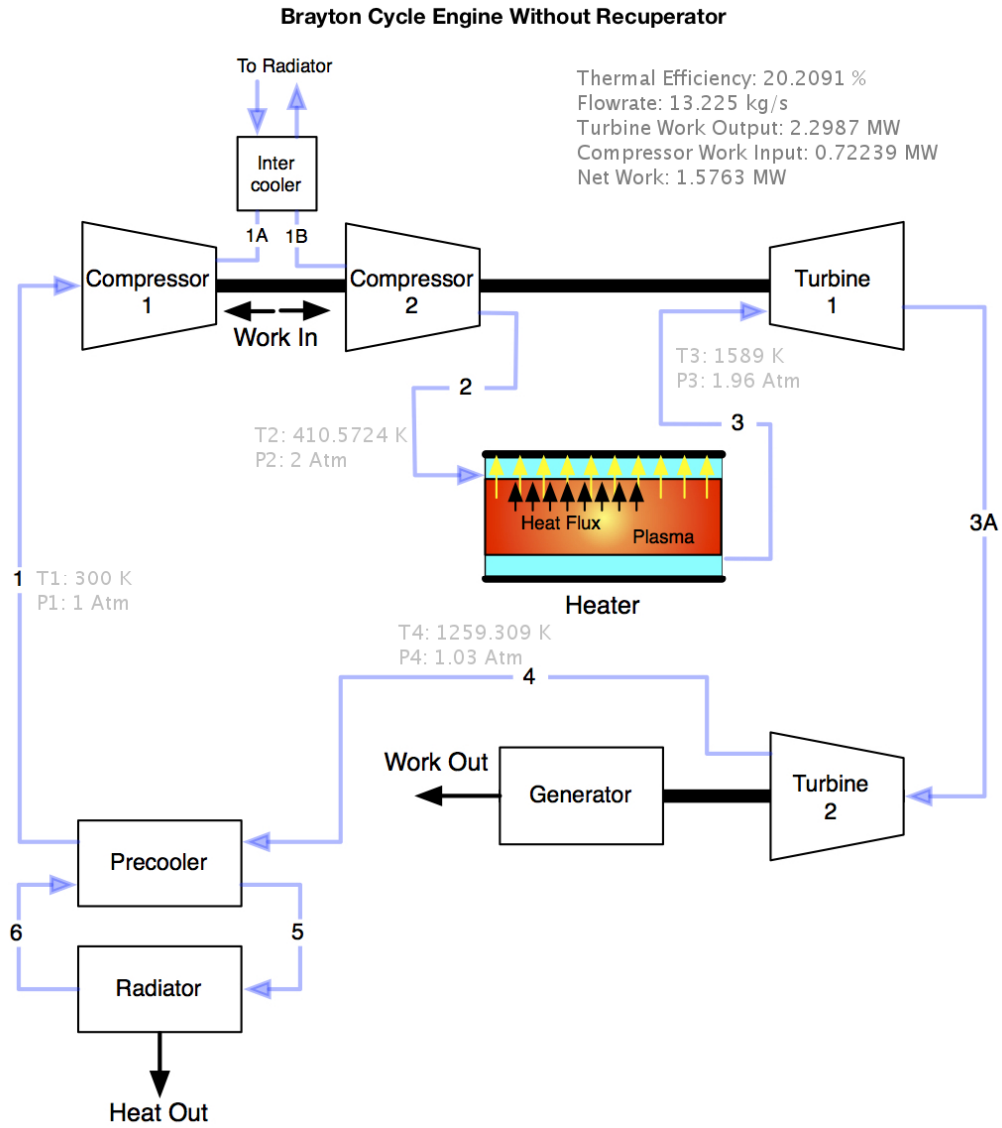 Brayton Cycle Engine Without Recuperator
To Radiator
Thermal Efficiency: 20.2091 %
Flowrate: 13.225 kg/s
Turbine Work Output: 2.2987 MW
Compressor Work Input: 0.72239 MW
Net Work: 1.5763 MW
Inter
cooler
1A
1B
Compressor
1
Compressor
2
Turbine
1
Work In
T3: 1589 K
P3: 1.96 Atm
2
3
T2: 410.5724 K
P2: 2 Atm
Heat Flux
Plasma
3A
Heater
1
T1: 300 K
P1: 1 Atm
T4: 1259.309 K
P4: 1.03 Atm
4
Work Out
Generator
Turbine
2
Precooler
6
5
Radiator
Heat Out